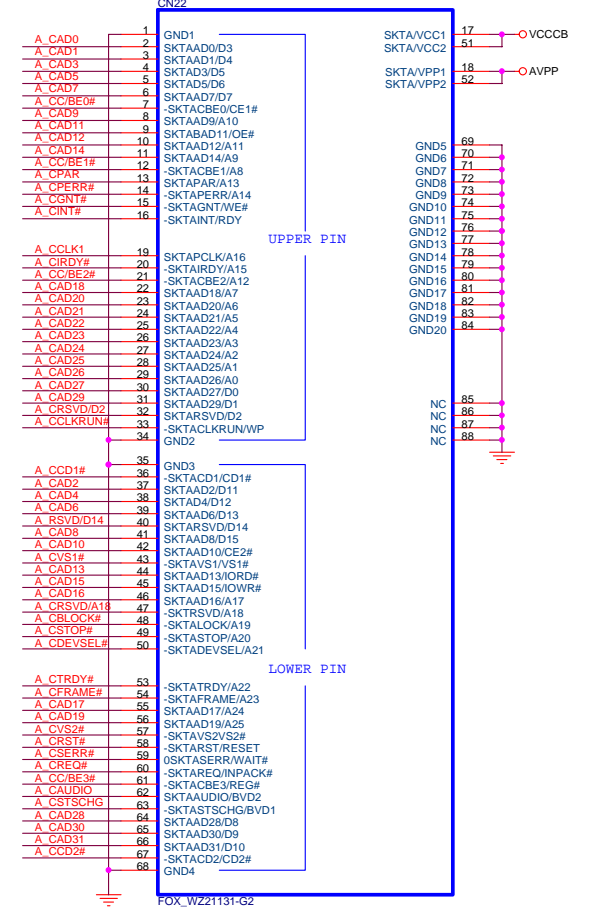 CN22
1 GND1
A_CAD0 2 SKTAAD0/D3
A_CAD1 3 SKTAAD1/D4
A_CAD3 4 SKTAD3/D5
A_CAD5 5 SKTAD5/D6
A_CAD7 6 SKTAAD7/D7
A_CC/BE0# 7 -SKTACBE0/CE1#
A_CAD9 8 SKTAAD9/A10
A_CAD11 9 SKTABAD11/OE#
A_CAD12 10 SKTAAD12/A11
A_CAD14 11 SKTAAD14/A9
A_CC/BE1# 12 -SKTACBE1/A8
A_CPAR 13 SKTAPAR/A13
A_CPERR# 14 -SKTAPERR/A14
A_CGNT# 15 -SKTAGNT/WE#
A_CINT# 16 -SKTAINT/RDY
UPPER PIN
A_CCLK1 19 SKTAPCLK/A16
A_CIRDY# 20 -SKTAIRDY/A15
A_CC/BE2# 21 -SKTACBE2/A12
A_CAD18 22 SKTAAD18/A7
A_CAD20 23 SKTAAD20/A6
A_CAD21 24 SKTAAD21/A5
A_CAD22 25 SKTAAD22/A4
A_CAD23 26 SKTAAD23/A3
A_CAD24 27 SKTAAD24/A2
A_CAD25 28 SKTAAD25/A1
A_CAD26 29 SKTAAD26/A0
A_CAD27 30 SKTAAD27/D0
A_CAD29 31 SKTAAD29/D1
A_CRSVD/D2 32 SKTARSVD/D2
A_CCLKRUN# 33 -SKTACLKRUN/WP
34 GND2
35 GND3
A_CCD1# 36 -SKTACD1/CD1#
A_CAD2 37 SKTAAD2/D11
A_CAD4 38 SKTAD4/D12
A_CAD6 39 SKTAAD6/D13
A_RSVD/D14 40 SKTARSVD/D14
A_CAD8 41 SKTAAD8/D15
A_CAD10 42 SKTAAD10/CE2#
A_CVS1# 43 -SKTAVS1/VS1#
A_CAD13 44 SKTAAD13/IORD#
A_CAD15 45 SKTAAD15/IOWR#
A_CAD16 46 SKTAAD16/A17
A_CRSVD/A18 47 -SKTRSVD/A18
A_CBLOCK# 48 -SKTALOCK/A19
A_CSTOP# 49 -SKTASTOP/A20
A_CDEVSEL# 50 -SKTADEVSEL/A21
LOWER PIN
A_CTRDY# 53 -SKTATRDY/A22
A_CFRAME# 54 -SKTAFRAME/A23
A_CAD17 55 SKTAAD17/A24
A_CAD19 56 SKTAAD19/A25
A_CVS2# 57 -SKTAVS2VS2#
A_CRST# 58 -SKTARST/RESET
A_CSERR# 59 0SKTASERR/WAIT#
A_CREQ# 60 -SKTAREQ/INPACK#
A_CC/BE3# 61 -SKTACBE3/REG#
A_CAUDIO 62 SKTAAUDIO/BVD2
A_CSTSCHG 63 -SKTASTSCHG/BVD1
A_CAD28 64 SKTAAD28/D8
A_CAD30 65 SKTAAD30/D9
A_CAD31 66 SKTAAD31/D10
A_CCD2# 67 -SKTACD2/CD2#
68 GND4
SKTA/VCC1 17 VCCCB
SKTA/VCC2 51
SKTA/VPP1 18 AVPP
SKTA/VPP2 52
GND5 69
GND6 70
GND7 71
GND8 72
GND9 73
GND10 74
GND11 75
GND12 76
GND13 77
GND14 78
GND15 79
GND16 80
GND17 81
GND18 82
GND19 83
GND20 84
NC 85
NC 86
NC 87
NC 88
FOX_WZ21131-G2